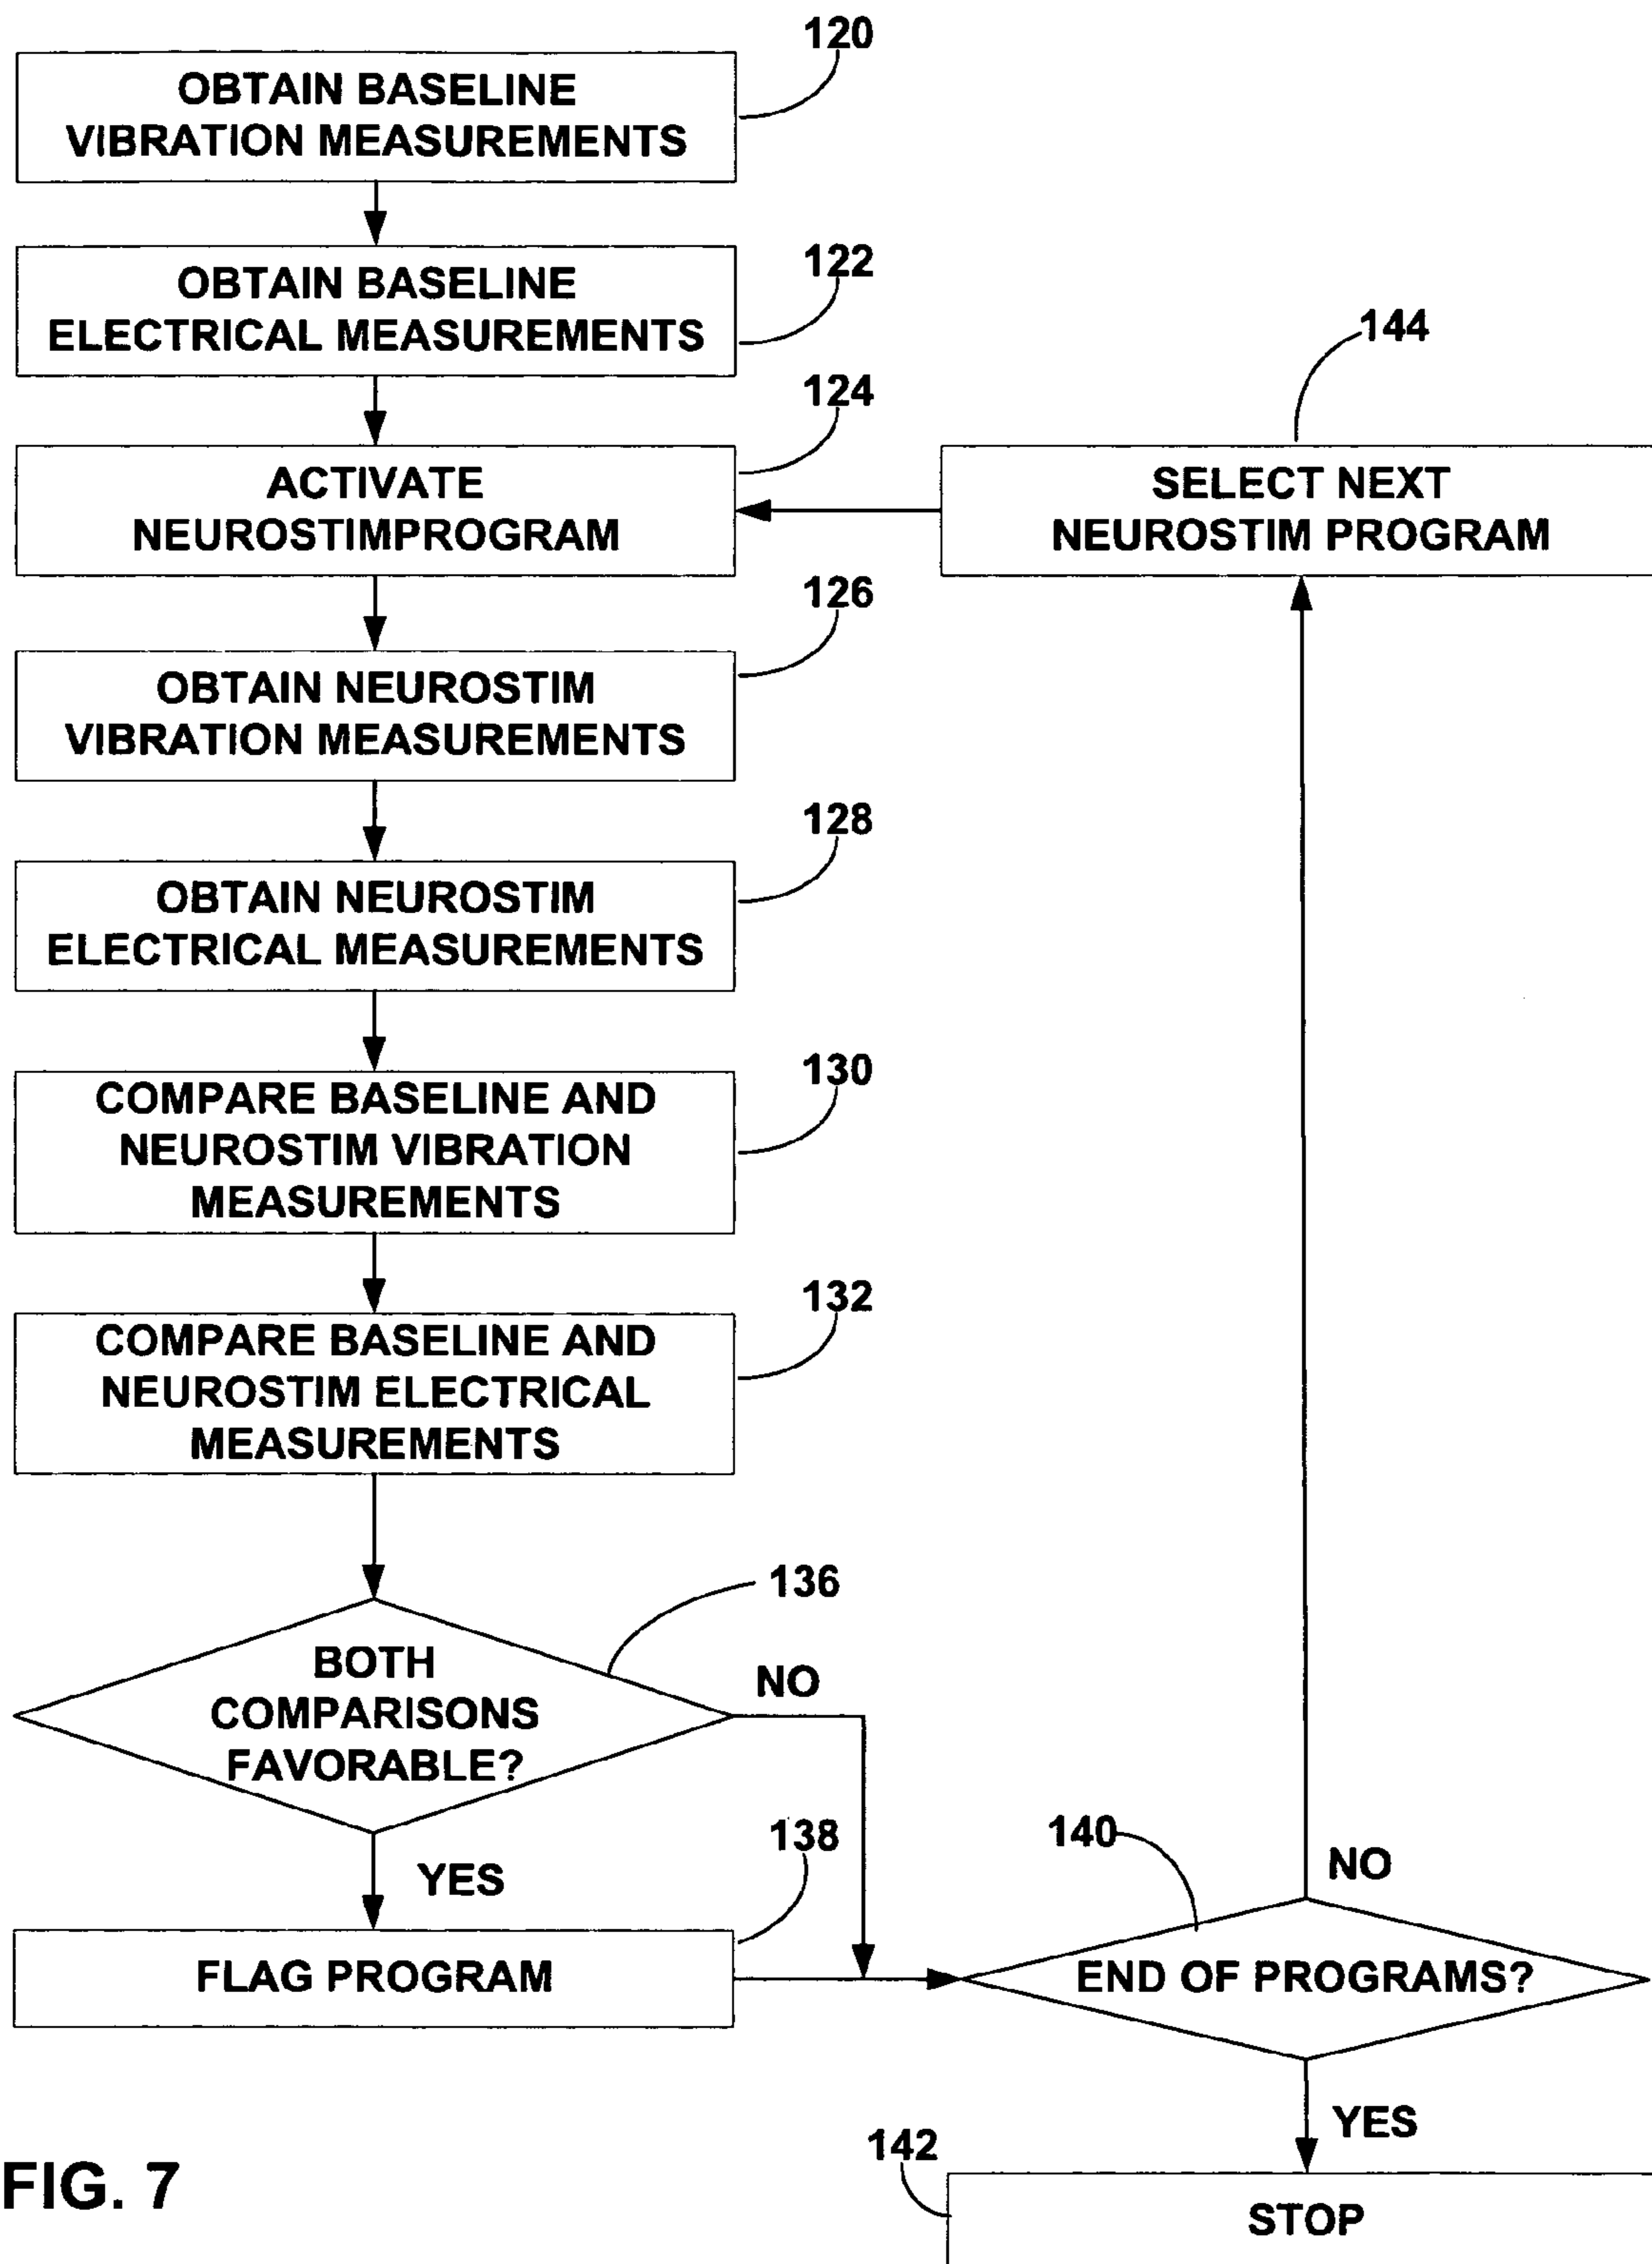 120
OBTAIN BASELINE
VIBRATION MEASUREMENTS
122
OBTAIN BASELINE
ELECTRICAL MEASUREMENTS
124
ACTIVATE
NEUROSTIMPROGRAM
144
SELECT NEXT
NEUROSTIM PROGRAM
126
OBTAIN NEUROSTIM
VIBRATION MEASUREMENTS
128
OBTAIN NEUROSTIM
ELECTRICAL MEASUREMENTS
130
COMPARE BASELINE AND
NEUROSTIM VIBRATION
MEASUREMENTS
132
COMPARE BASELINE AND
NEUROSTIM ELECTRICAL
MEASUREMENTS
136
BOTH
COMPARISONS
FAVORABLE?
NO
YES
138
FLAG PROGRAM
140
NO
END OF PROGRAMS?
YES
142
STOP
FIG. 7